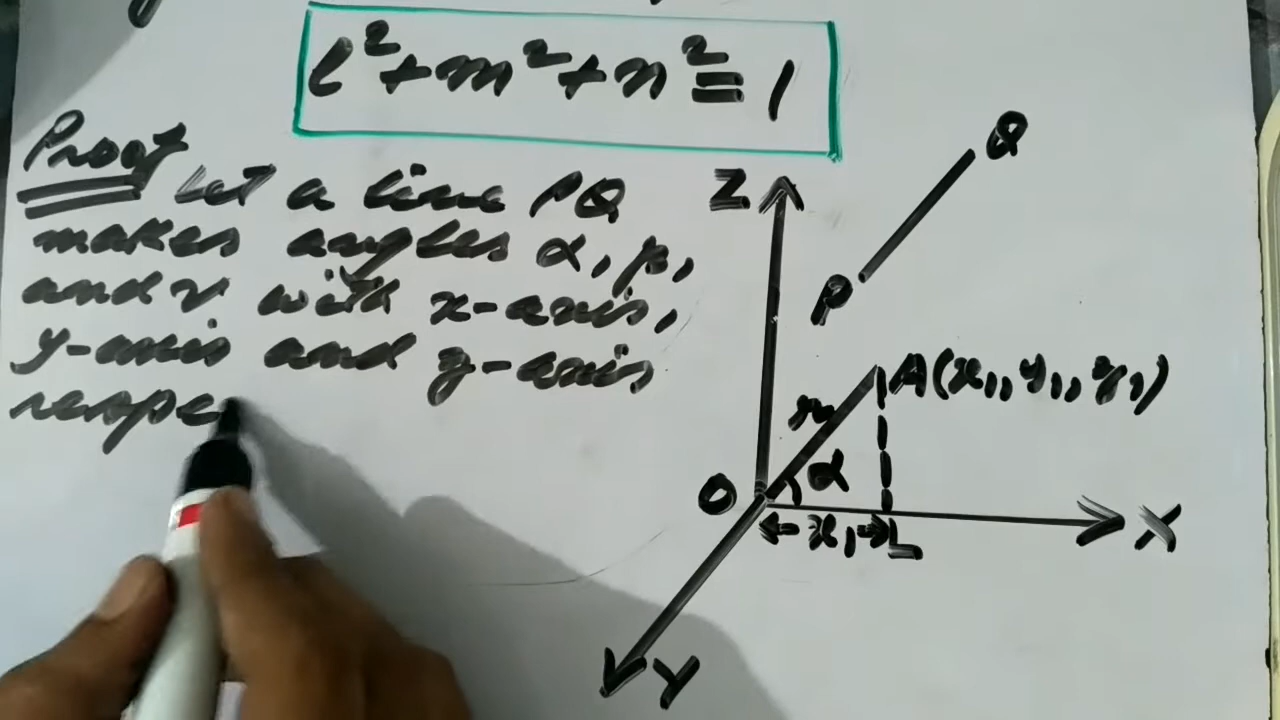 l²+m²+n²=1
Proof Let a line PQ
makes angles α, β,
and γ with x-axis,
y-axis and z-axis
respe
Z
Q
P
A(x₁, y₁, z₁)
r
α
O
x₁
L
X
Y